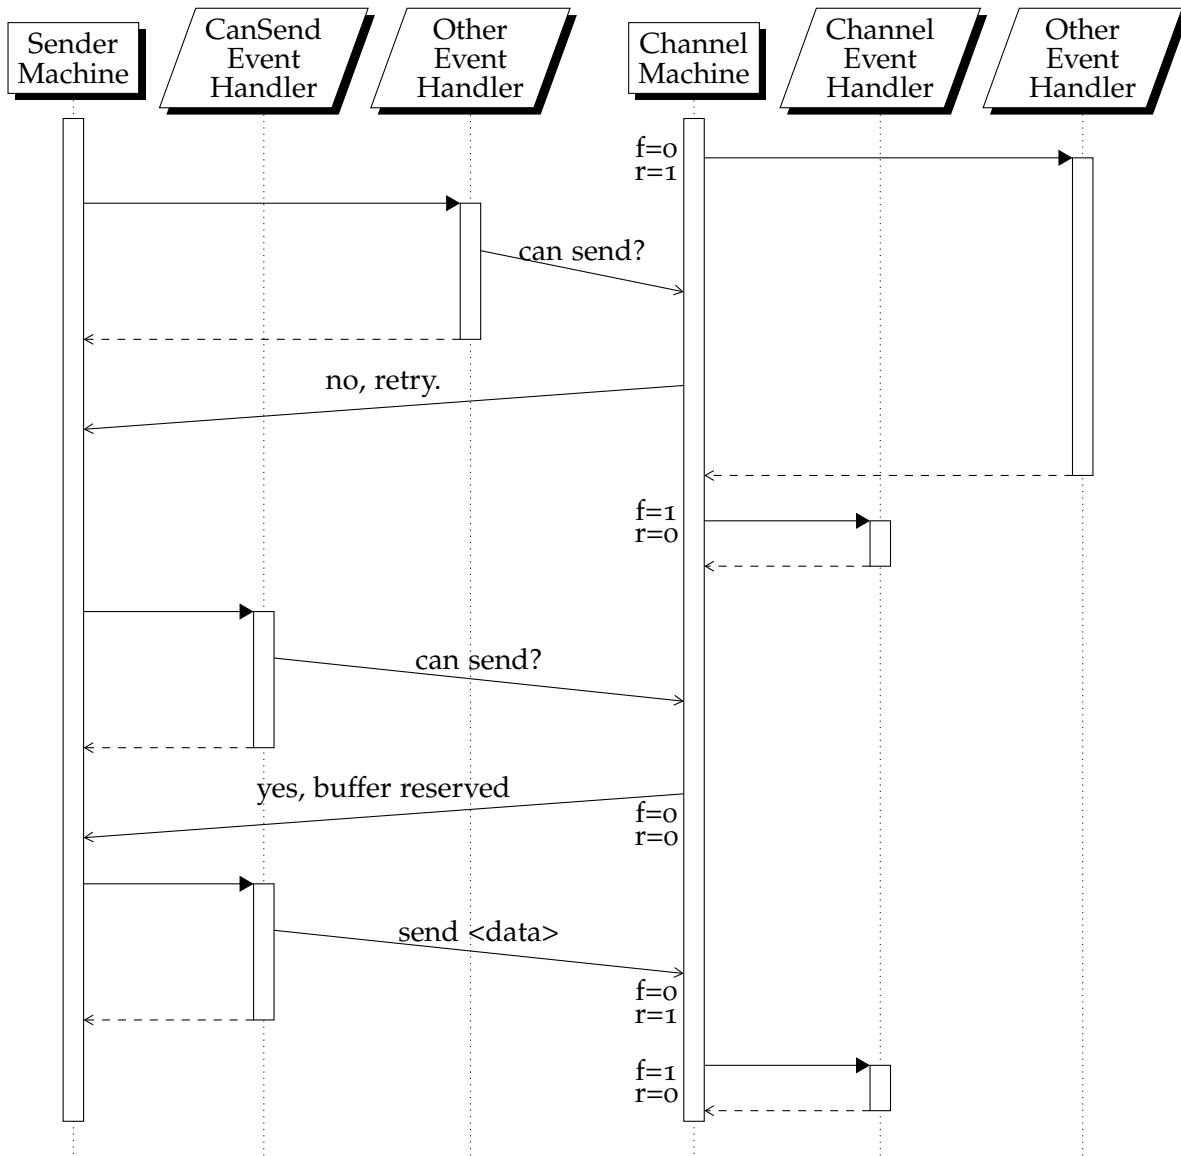 Sender
Machine
CanSend
Event
Handler
Other
Event
Handler
Channel
Machine
Channel
Event
Handler
Other
Event
Handler
f=0
r=1
can send?
no, retry.
f=1
r=0
can send?
yes, buffer reserved
f=0
r=0
send <data>
f=0
r=1
f=1
r=0